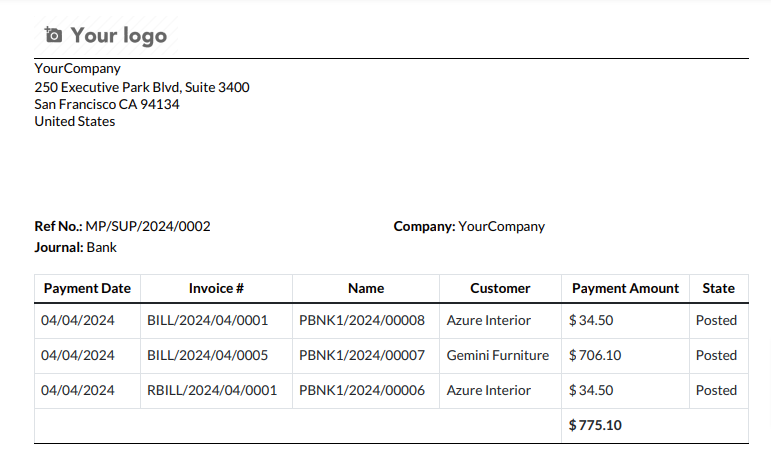 Your logo
YourCompany
250 Executive Park Blvd, Suite 3400
San Francisco CA 94134
United States
Ref No.: MP/SUP/2024/0002 Company: YourCompany
Journal: Bank
Payment Date Invoice # Name Customer Payment Amount State
04/04/2024 BILL/2024/04/0001 PBNK1/2024/00008 Azure Interior $ 34.50 Posted
04/04/2024 BILL/2024/04/0005 PBNK1/2024/00007 Gemini Furniture $ 706.10 Posted
04/04/2024 RBILL/2024/04/0001 PBNK1/2024/00006 Azure Interior $ 34.50 Posted
$ 775.10